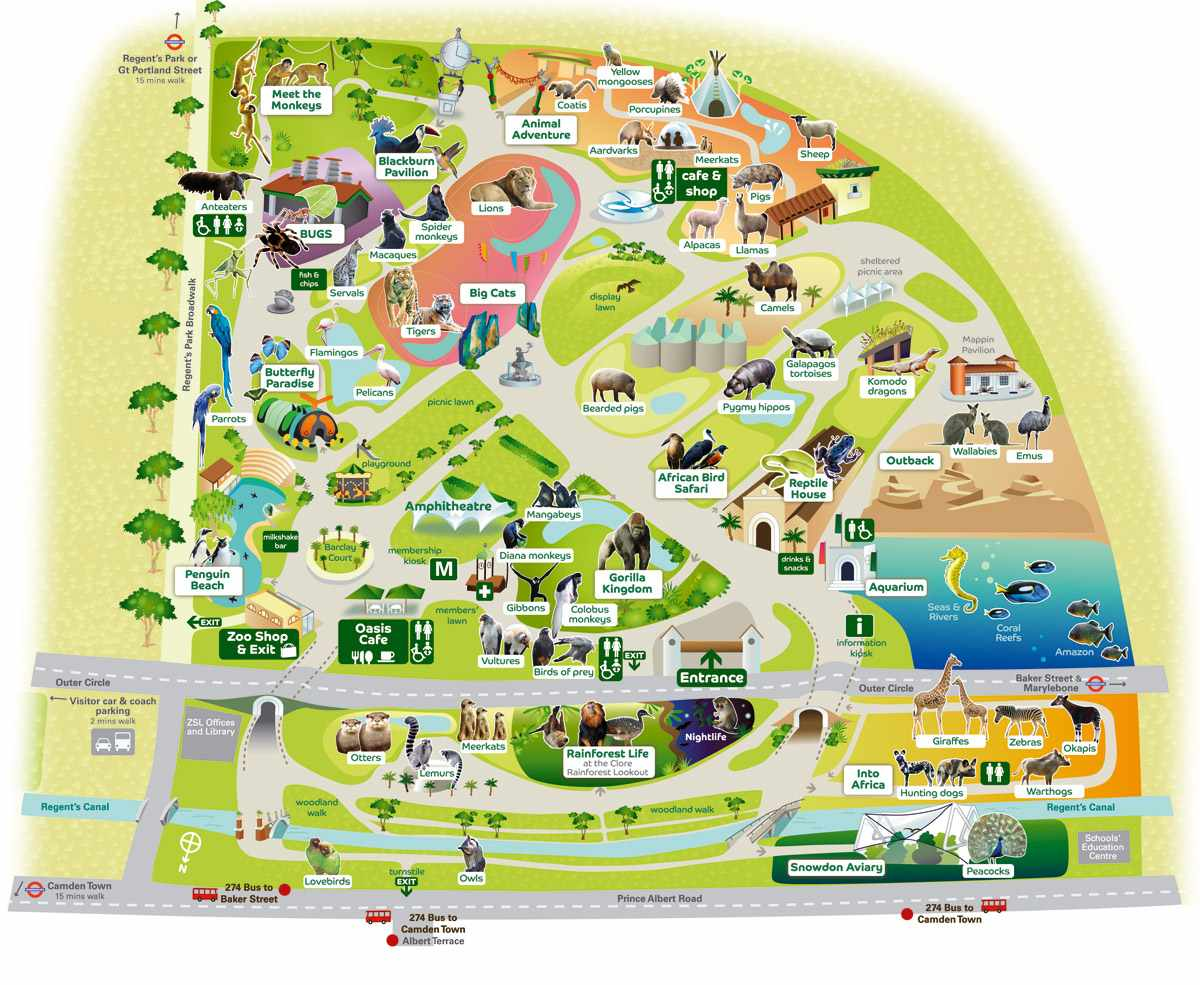 Regent's Park or
Gt Portland Street
15 mins walk
Meet the
Monkeys
Yellow
mongooses
Coatis
Porcupines
Animal
Adventure
Aardvarks
Meerkats
Sheep
Blackburn
Pavilion
cafe &
shop
Pigs
Anteaters
Lions
BUGS
Spider
monkeys
Macaques
Alpacas
Llamas
fish &
chips
Servals
Big Cats
display
lawn
sheltered
picnic area
Camels
Tigers
Regent's Park Broadwalk
Flamingos
Mappin
Pavilion
Butterfly
Paradise
Pelicans
Galapagos
tortoises
Komodo
dragons
Parrots
picnic lawn
Bearded pigs
Pygmy hippos
Wallabies
Emus
playground
Outback
African Bird
Safari
Reptile
House
Amphitheatre
Mangabeys
milkshake
bar
Barclay
Court
membership
kiosk
M
Diana monkeys
drinks &
snacks
Penguin
Beach
Gorilla
Kingdom
Aquarium
Gibbons
Colobus
monkeys
Seas &
Rivers
Coral
Reefs
Amazon
members'
lawn
EXIT
Zoo Shop
& Exit
Oasis
Cafe
i
information
kiosk
Vultures
Birds of prey
EXIT
Entrance
Outer Circle
Outer Circle
Baker Street &
Marylebone
Visitor car & coach
parking
2 mins walk
ZSL Offices
and Library
Otters
Lemurs
Meerkats
Rainforest Life
at the Clore
Rainforest Lookout
Nightlife
Giraffes
Zebras
Okapis
Into
Africa
Hunting dogs
Warthogs
Regent's Canal
woodland
walk
woodland walk
Regent's Canal
N
Schools'
Education
Centre
Snowdon Aviary
Peacocks
Lovebirds
turnstile
EXIT
Owls
Camden Town
15 mins walk
274 Bus to
Baker Street
Prince Albert Road
274 Bus to
Camden Town
Albert Terrace
274 Bus to
Camden Town